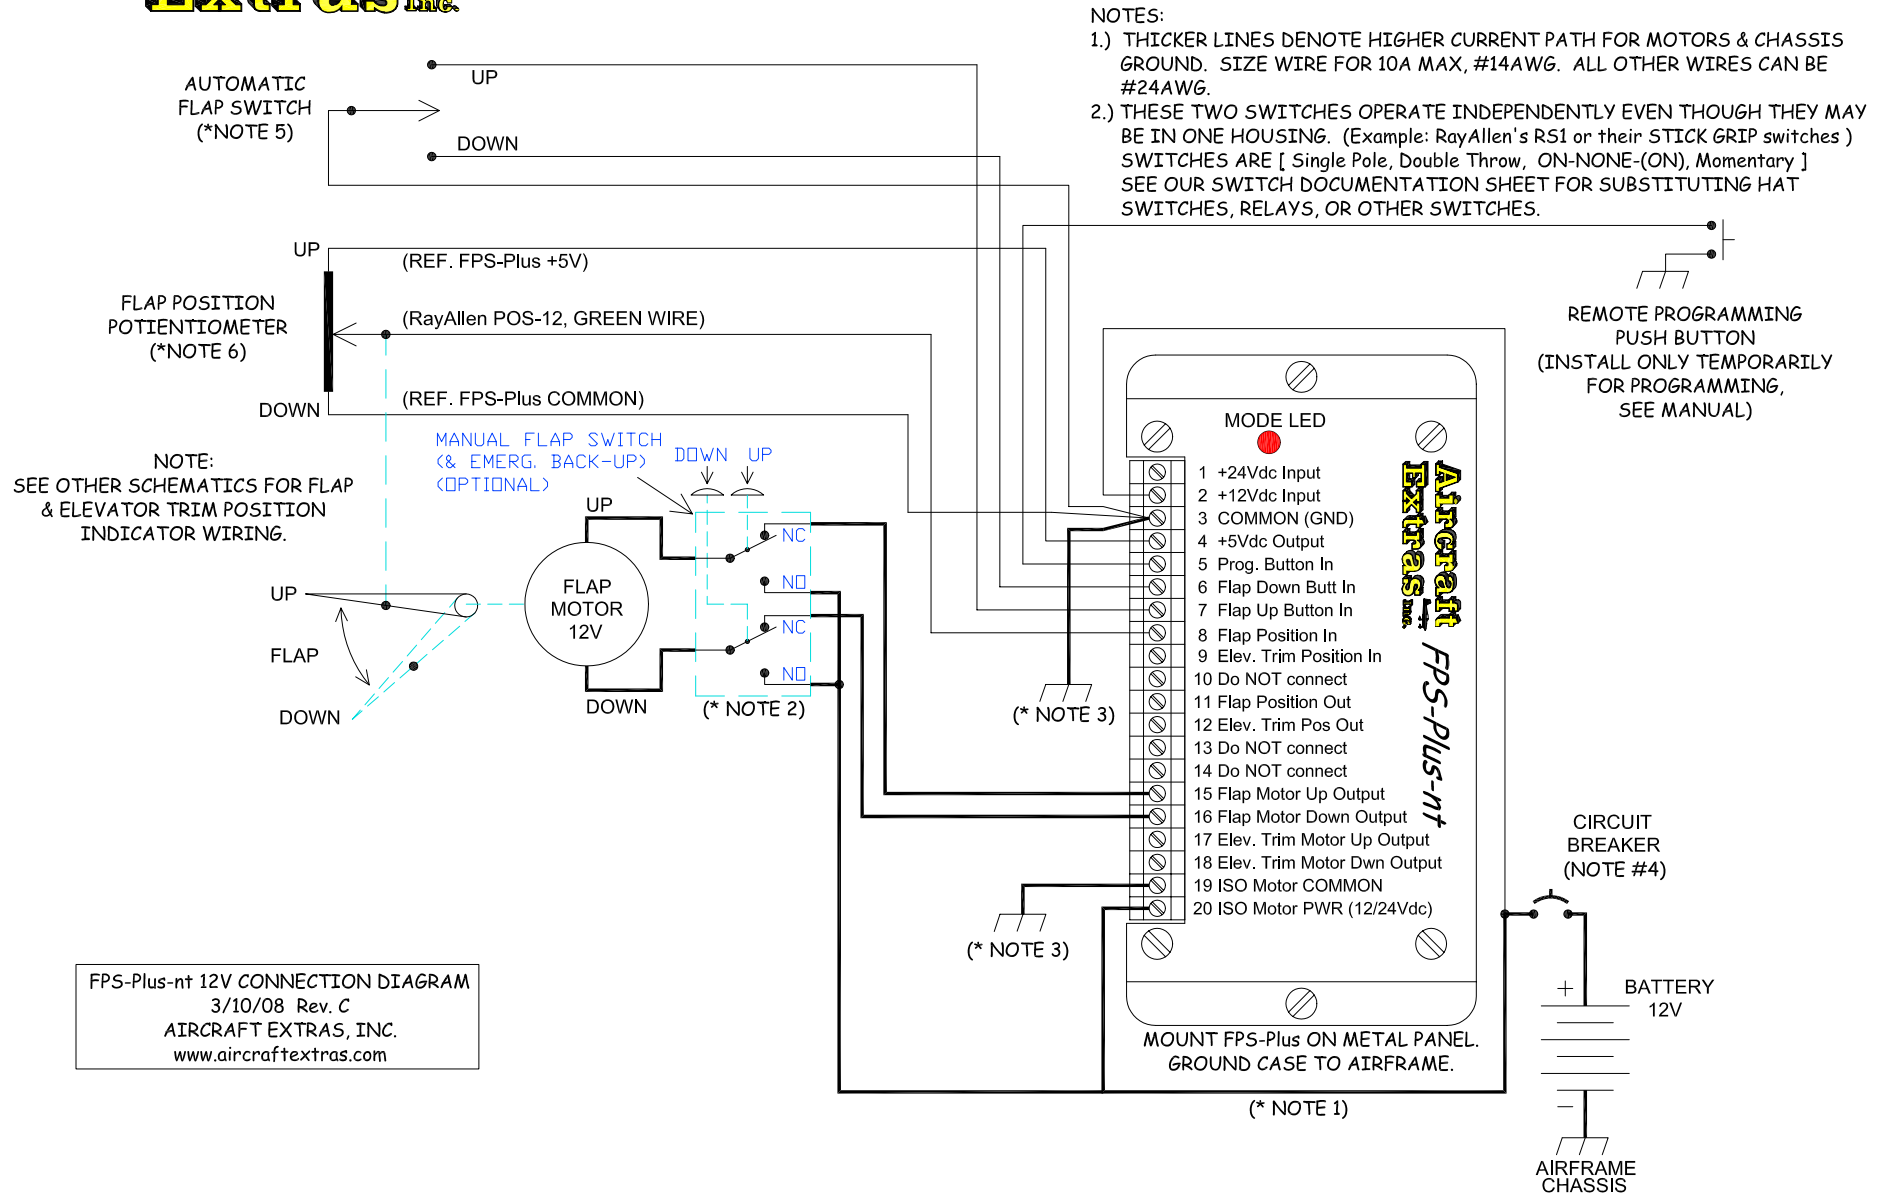 Extras Inc.
NOTES:
1.) THICKER LINES DENOTE HIGHER CURRENT PATH FOR MOTORS & CHASSIS
GROUND. SIZE WIRE FOR 10A MAX, #14AWG. ALL OTHER WIRES CAN BE
#24AWG.
2.) THESE TWO SWITCHES OPERATE INDEPENDENTLY EVEN THOUGH THEY MAY
BE IN ONE HOUSING. (Example: RayAllen's RS1 or their STICK GRIP switches )
SWITCHES ARE [ Single Pole, Double Throw, ON-NONE-(ON), Momentary ]
SEE OUR SWITCH DOCUMENTATION SHEET FOR SUBSTITUTING HAT
SWITCHES, RELAYS, OR OTHER SWITCHES.
AUTOMATIC
FLAP SWITCH
(*NOTE 5)
UP
DOWN
UP
(REF. FPS-Plus +5V)
FLAP POSITION
POTIENTIOMETER
(*NOTE 6)
(RayAllen POS-12, GREEN WIRE)
DOWN
(REF. FPS-Plus COMMON)
REMOTE PROGRAMMING
PUSH BUTTON
(INSTALL ONLY TEMPORARILY
FOR PROGRAMMING,
SEE MANUAL)
NOTE:
SEE OTHER SCHEMATICS FOR FLAP
& ELEVATOR TRIM POSITION
INDICATOR WIRING.
MANUAL FLAP SWITCH
(& EMERG. BACK-UP)
(OPTIONAL)
DOWN UP
UP
NC
NO
NC
NO
FLAP
MOTOR
12V
DOWN
(* NOTE 2)
UP
FLAP
DOWN
(* NOTE 3)
(* NOTE 3)
MODE LED
1 +24Vdc Input
2 +12Vdc Input
3 COMMON (GND)
4 +5Vdc Output
5 Prog. Button In
6 Flap Down Butt In
7 Flap Up Button In
8 Flap Position In
9 Elev. Trim Position In
10 Do NOT connect
11 Flap Position Out
12 Elev. Trim Pos Out
13 Do NOT connect
14 Do NOT connect
15 Flap Motor Up Output
16 Flap Motor Down Output
17 Elev. Trim Motor Up Output
18 Elev. Trim Motor Dwn Output
19 ISO Motor COMMON
20 ISO Motor PWR (12/24Vdc)
Aircraft
Extras Inc.
FPS-Plus-nt
MOUNT FPS-Plus ON METAL PANEL.
GROUND CASE TO AIRFRAME.
(* NOTE 1)
CIRCUIT
BREAKER
(NOTE #4)
+
BATTERY
12V
−
AIRFRAME
CHASSIS
FPS-Plus-nt 12V CONNECTION DIAGRAM
3/10/08 Rev. C
AIRCRAFT EXTRAS, INC.
www.aircraftextras.com